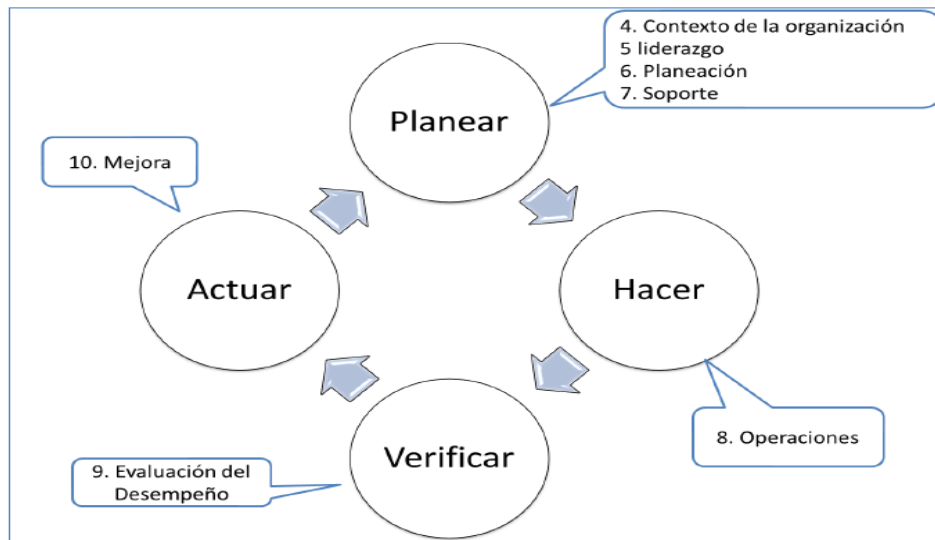 4. Contexto de la organización
5 liderazgo
6. Planeación
7. Soporte
Planear
10. Mejora
Actuar
Hacer
8. Operaciones
Verificar
9. Evaluación del
Desempeño